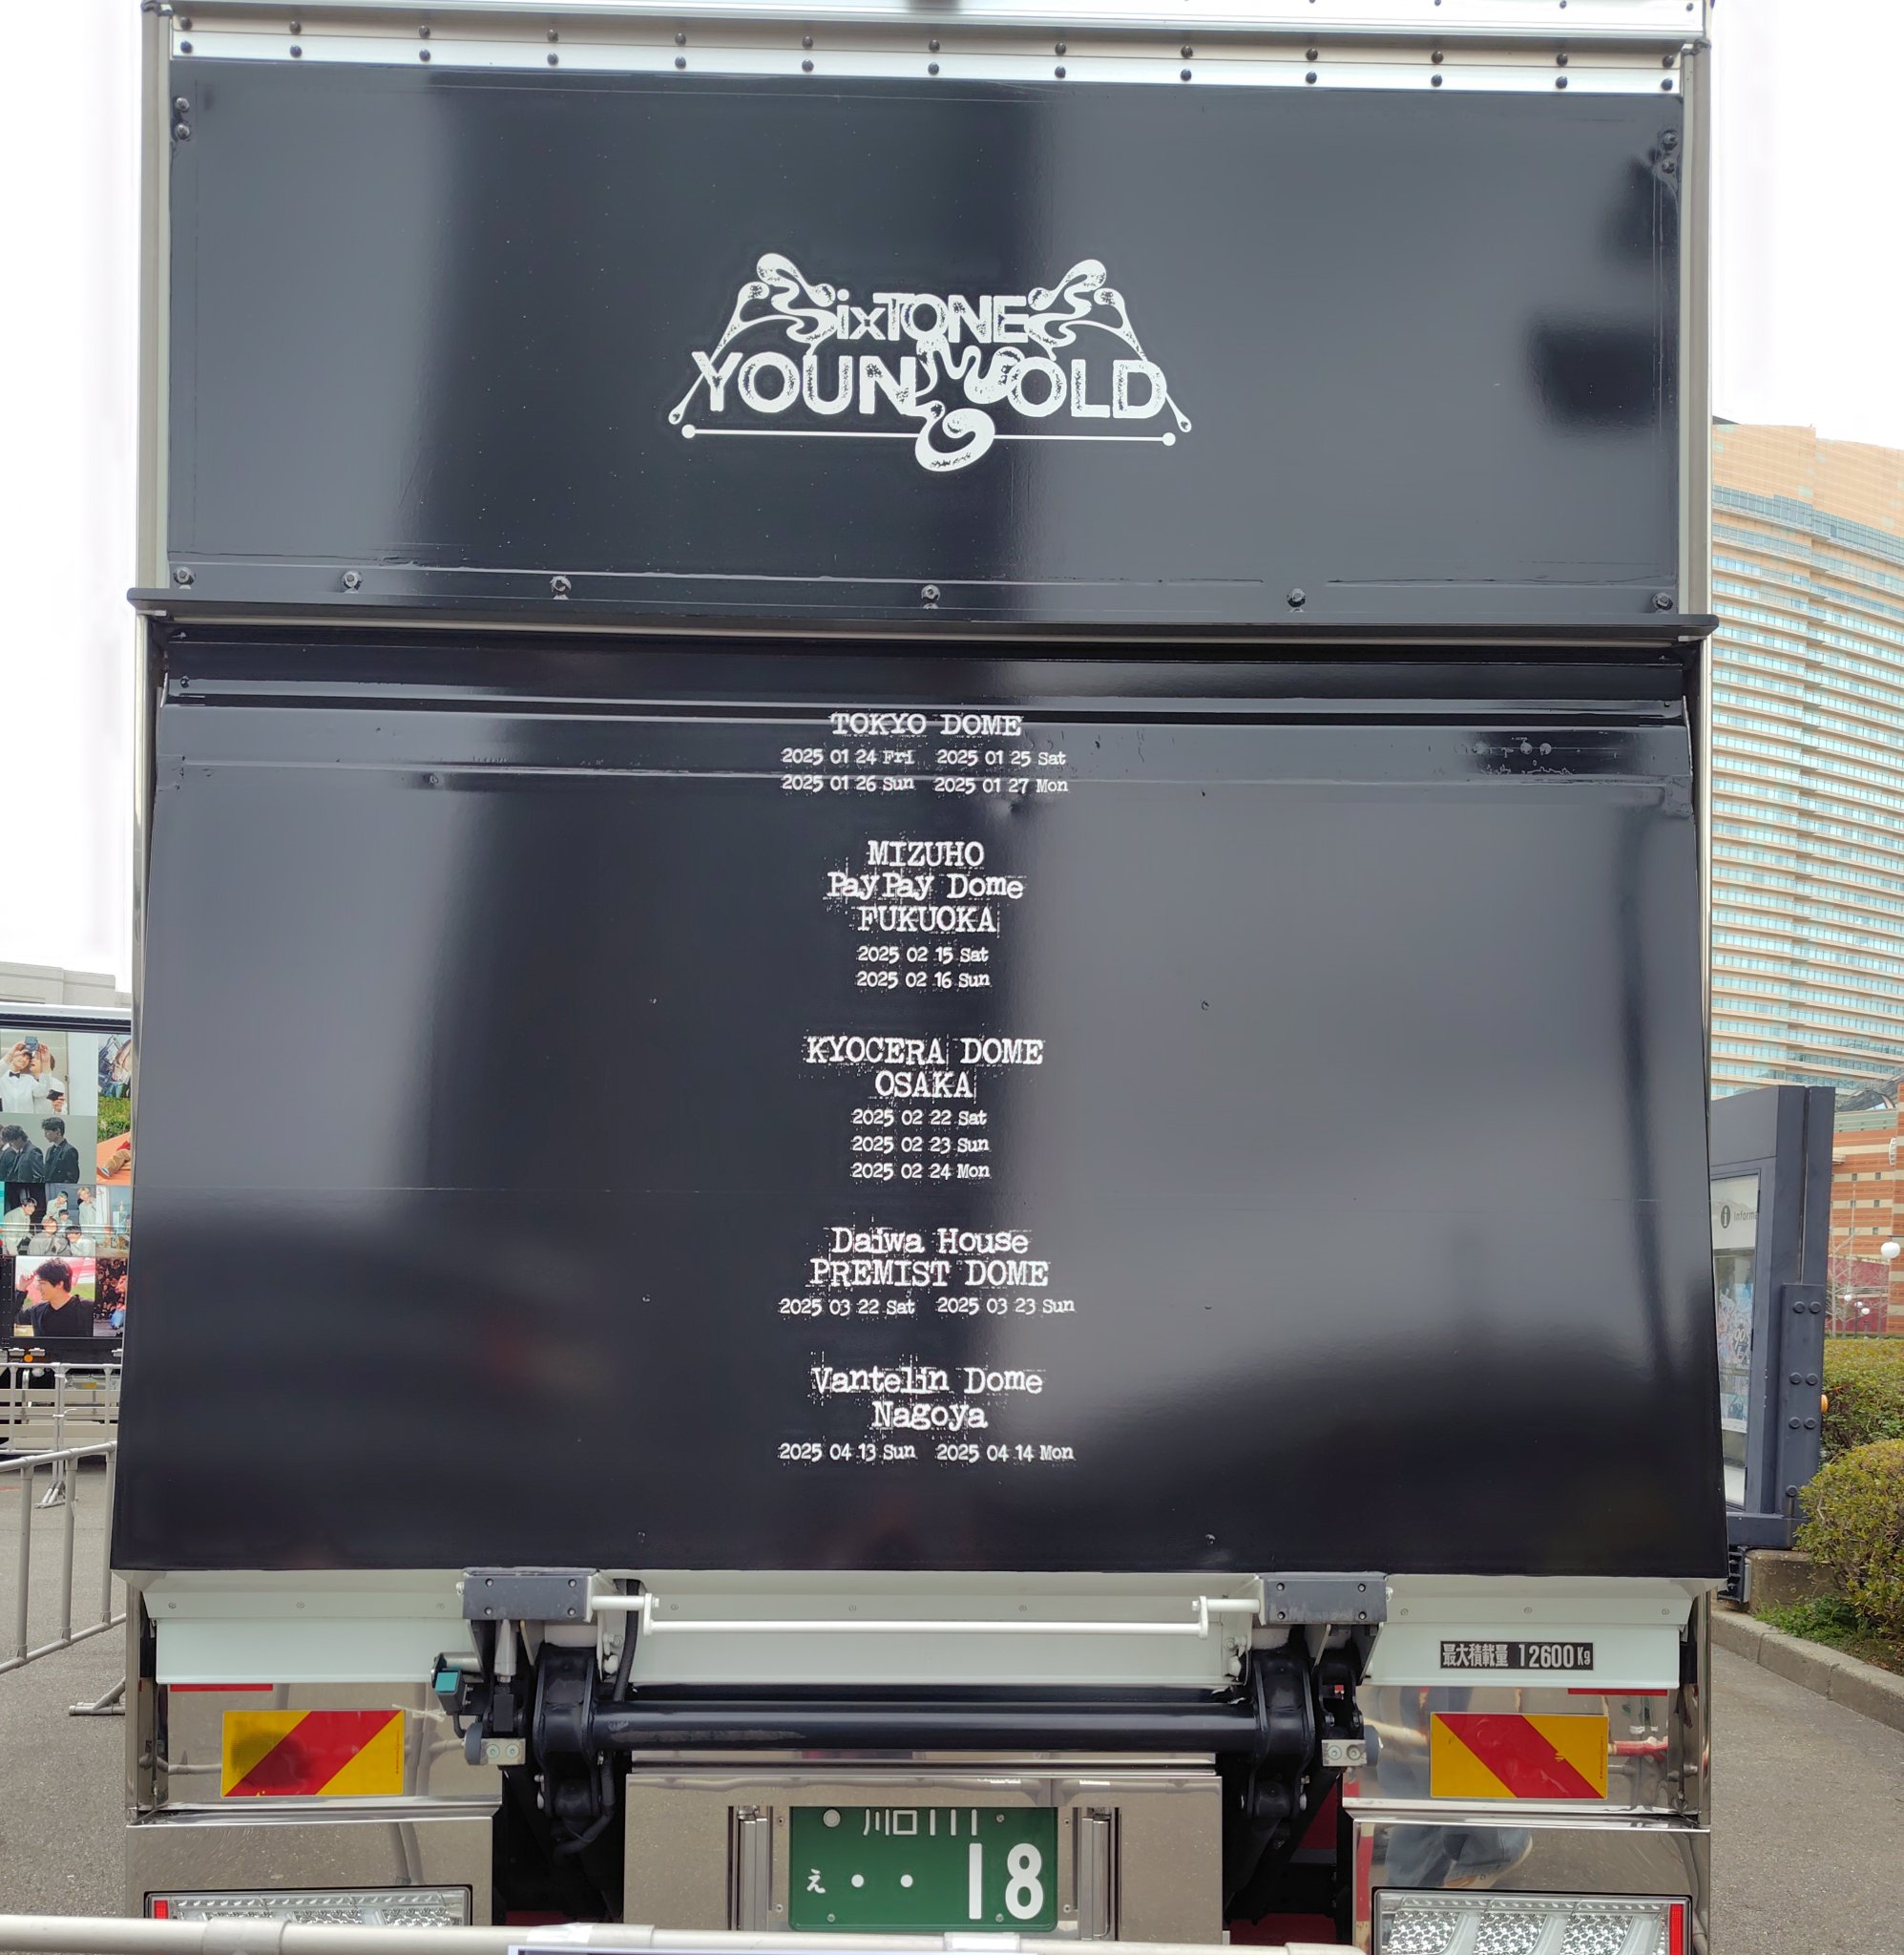 SixTONES
YOUNG OLD
TOKYO DOME
2025 01 24 Fri 2025 01 25 Sat
2025 01 26 Sun 2025 01 27 Mon
MIZUHO
PayPay Dome
FUKUOKA
2025 02 15 Sat
2025 02 16 Sun
KYOCERA DOME
OSAKA
2025 02 22 Sat
2025 02 23 Sun
2025 02 24 Mon
Daiwa House
PREMIST DOME
2025 03 22 Sat 2025 03 23 Sun
Vantelin Dome
Nagoya
2025 04 13 Sun 2025 04 14 Mon
最大積載量 12600Kg
川口 111
え ・・18